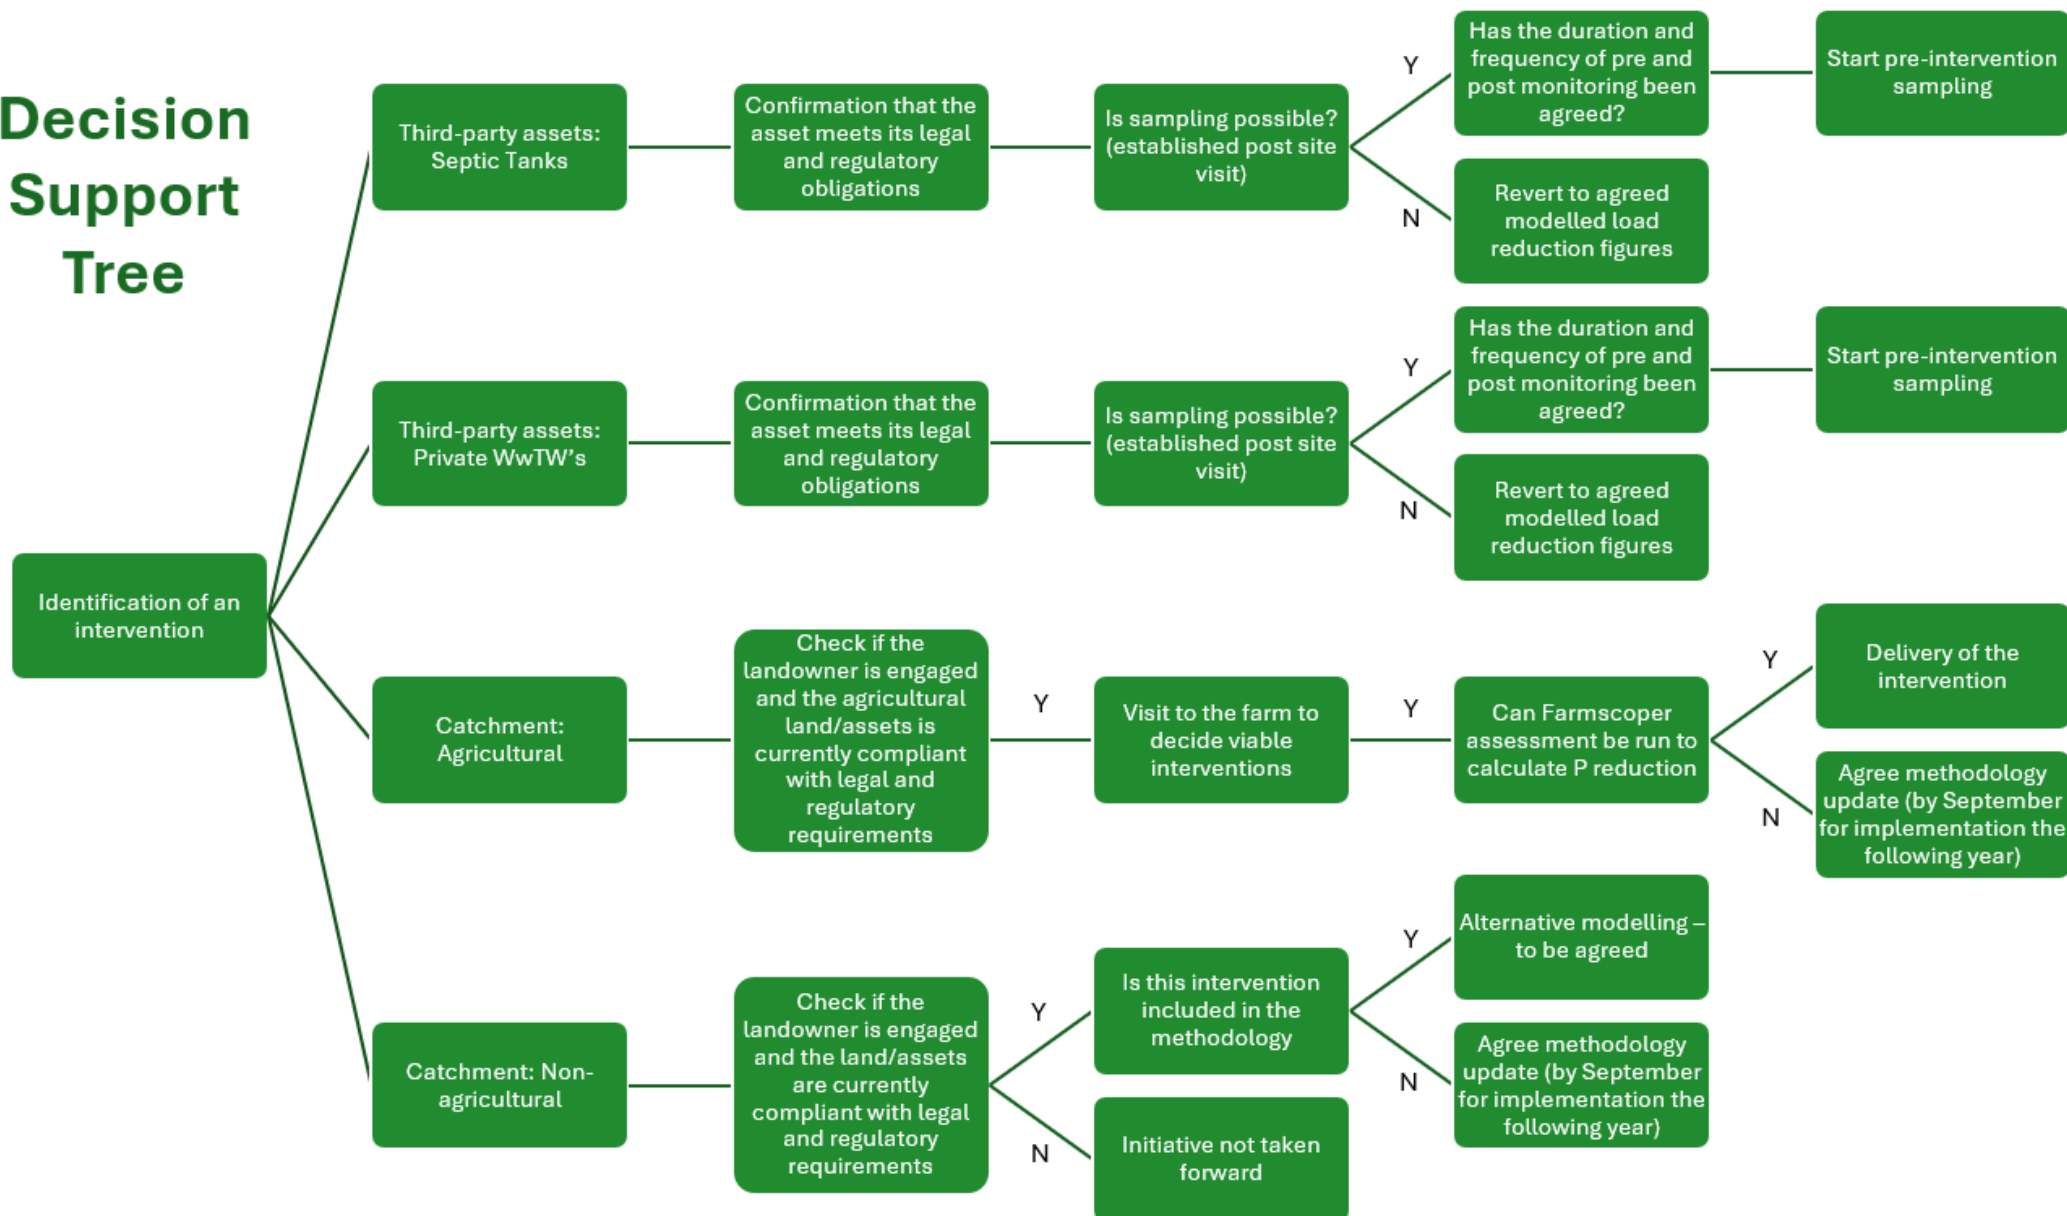 Decision
Support
Tree
Identification of an
intervention
Third-party assets:
Septic Tanks
Confirmation that the
asset meets its legal
and regulatory
obligations
Is sampling possible?
(established post site
visit)
Y
Has the duration and
frequency of pre and
post monitoring been
agreed?
Start pre-intervention
sampling
N
Revert to agreed
modelled load
reduction figures
Third-party assets:
Private WwTW's
Confirmation that the
asset meets its legal
and regulatory
obligations
Is sampling possible?
(established post site
visit)
Y
Has the duration and
frequency of pre and
post monitoring been
agreed?
Start pre-intervention
sampling
N
Revert to agreed
modelled load
reduction figures
Catchment:
Agricultural
Check if the
landowner is engaged
and the agricultural
land/assets is
currently compliant
with legal and
regulatory
requirements
Y
Visit to the farm to
decide viable
interventions
Y
Can Farmscoper
assessment be run to
calculate P reduction
Y
Delivery of the
intervention
N
Agree methodology
update (by September
for implementation the
following year)
Catchment: Non-
agricultural
Check if the
landowner is engaged
and the land/assets
are currently
compliant with legal
and regulatory
requirements
Y
Is this intervention
included in the
methodology
Y
Alternative modelling –
to be agreed
N
Agree methodology
update (by September
for implementation the
following year)
N
Initiative not taken
forward